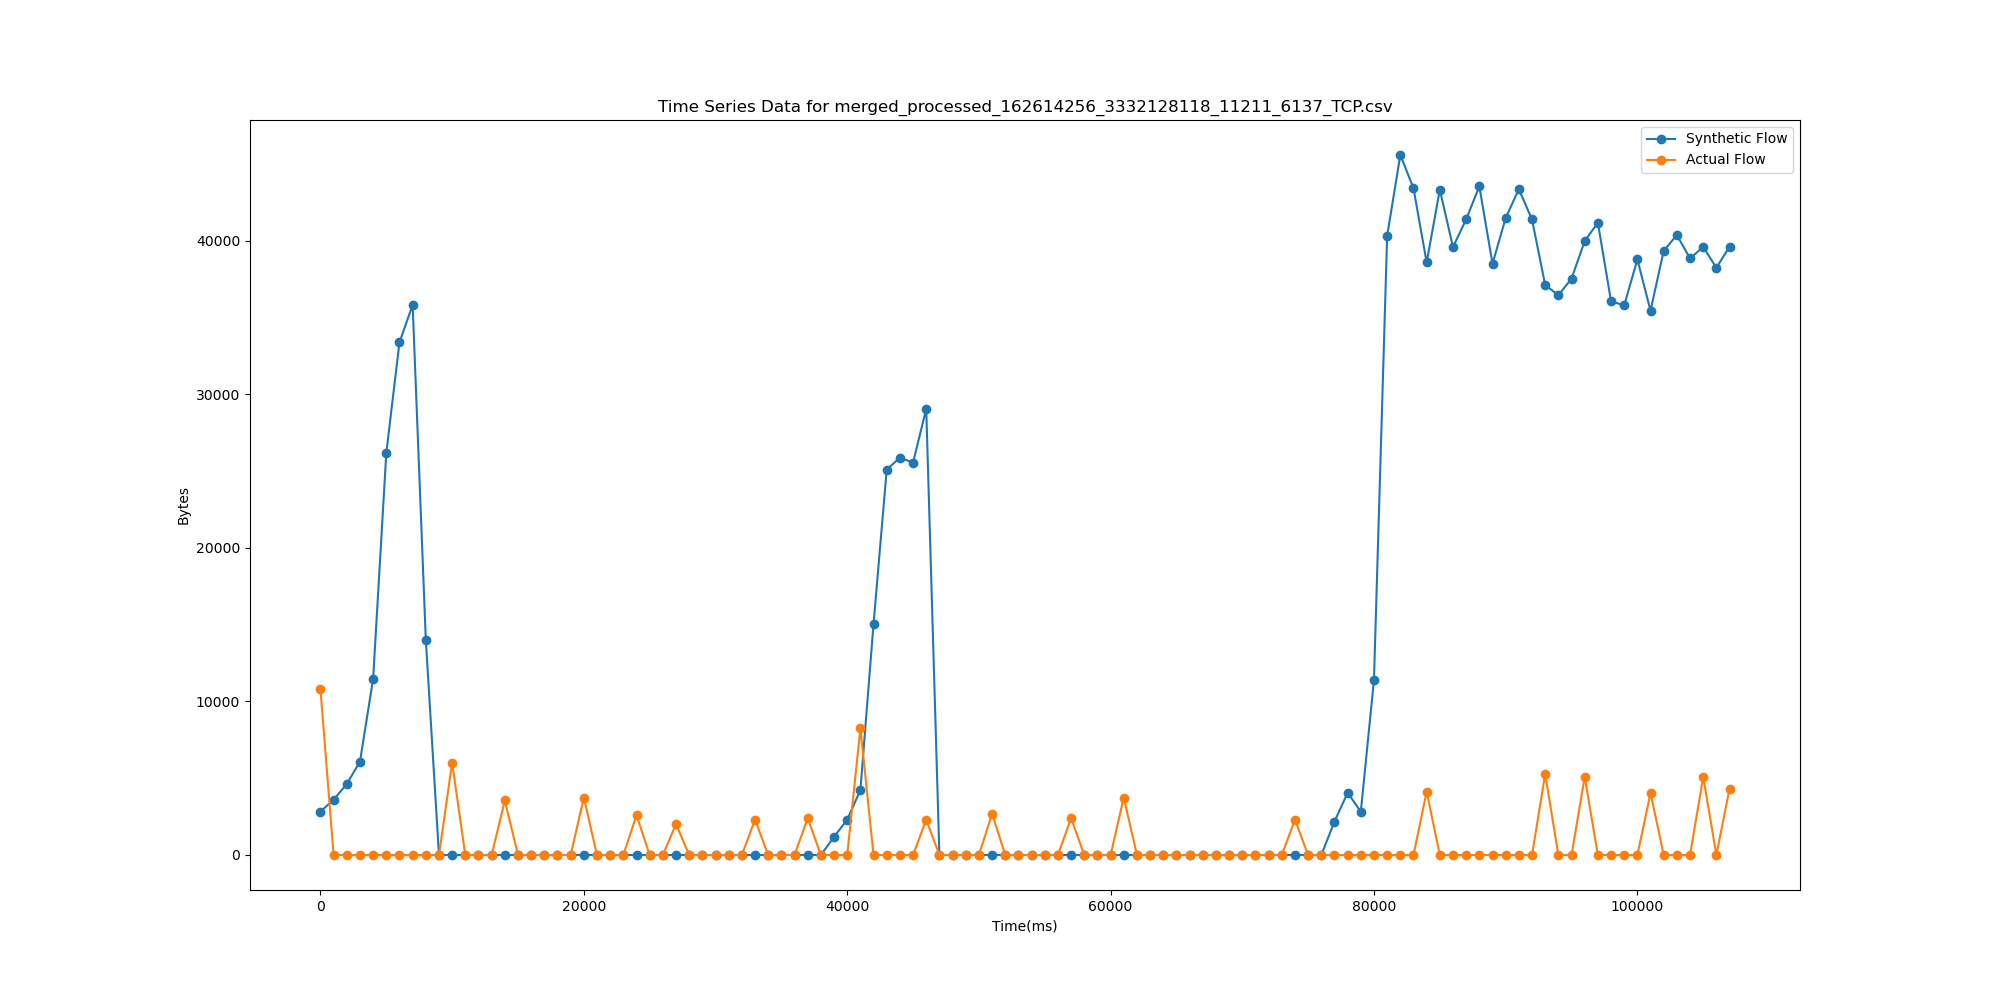 Time Series Data for merged_processed_162614256_3332128118_11211_6137_TCP.csv
Synthetic Flow
Actual Flow
40000
30000
20000
10000
0
Bytes
0 20000 40000 60000 80000 100000
Time(ms)